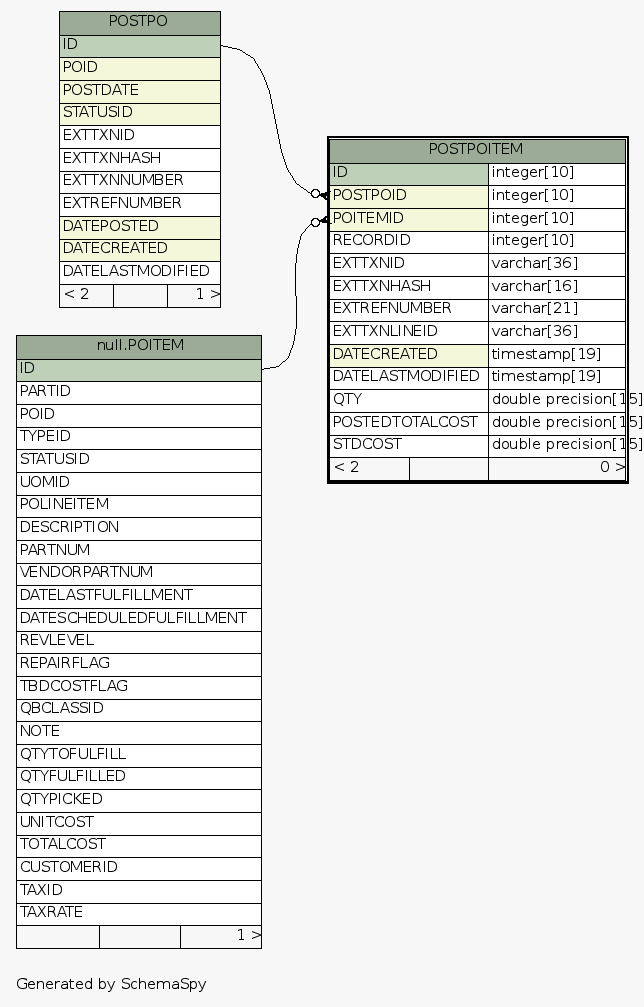 POSTPO
ID
POID
POSTDATE
STATUSID
EXTTXNID
EXTTXNHASH
EXTTXNNUMBER
EXTREFNUMBER
DATEPOSTED
DATECREATED
DATELASTMODIFIED
< 2 1 >
POSTPOITEM
ID integer[10]
POSTPOID integer[10]
POITEMID integer[10]
RECORDID integer[10]
EXTTXNID varchar[36]
EXTTXNHASH varchar[16]
EXTREFNUMBER varchar[21]
EXTTXNLINEID varchar[36]
DATECREATED timestamp[19]
DATELASTMODIFIED timestamp[19]
QTY double precision[15]
POSTEDTOTALCOST double precision[15]
STDCOST double precision[15]
< 2 0 >
null.POITEM
ID
PARTID
POID
TYPEID
STATUSID
UOMID
POLINEITEM
DESCRIPTION
PARTNUM
VENDORPARTNUM
DATELASTFULFILLMENT
DATESCHEDULEDFULFILLMENT
REVLEVEL
REPAIRFLAG
TBDCOSTFLAG
QBCLASSID
NOTE
QTYTOFULFILL
QTYFULFILLED
QTYPICKED
UNITCOST
TOTALCOST
CUSTOMERID
TAXID
TAXRATE
1 >
Generated by SchemaSpy